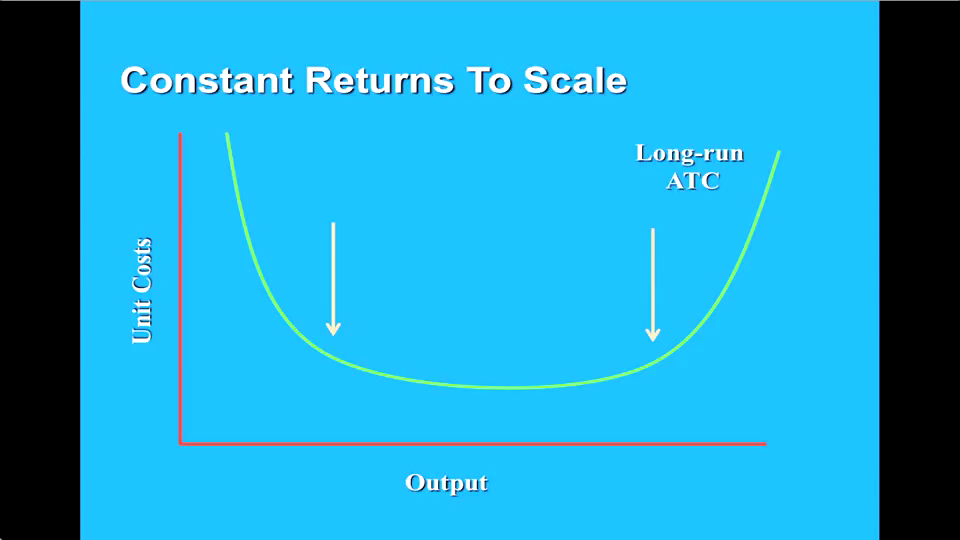 Constant Returns To Scale
Long-run
ATC
Unit Costs
Output